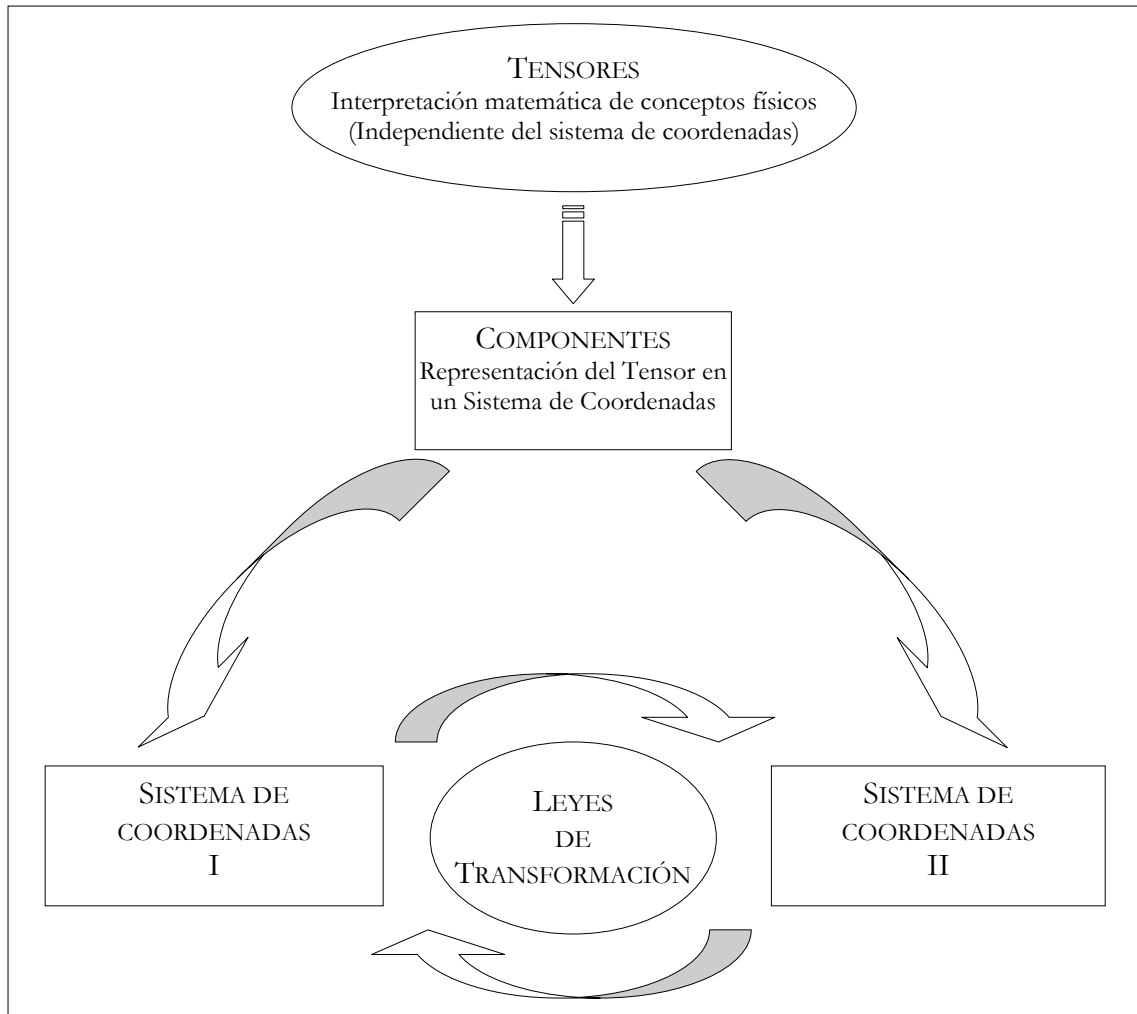 TENSORES
Interpretación matemática de conceptos físicos
(Independiente del sistema de coordenadas)
COMPONENTES
Representación del Tensor en
un Sistema de Coordenadas
SISTEMA DE
COORDENADAS
I
LEYES
DE
TRANSFORMACIÓN
SISTEMA DE
COORDENADAS
II